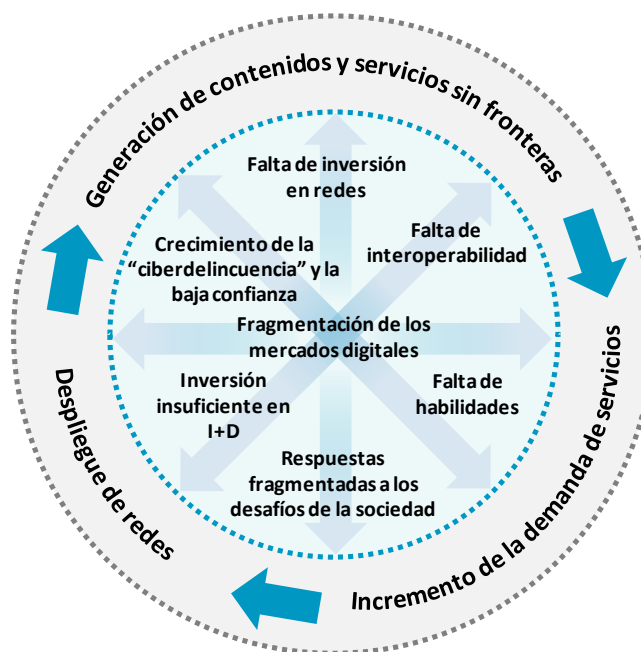 Generación de contenidos y servicios sin fronteras
Falta de inversión
en redes
Falta de
interoperabilidad
Crecimiento de la
“ciberdelincuencia” y la
baja confianza
Fragmentación de los
mercados digitales
Inversión
insuficiente en
I+D
Falta de
habilidades
Respuestas
fragmentadas a los
desafíos de la sociedad
Incremento de la demanda de servicios
Despliegue de redes